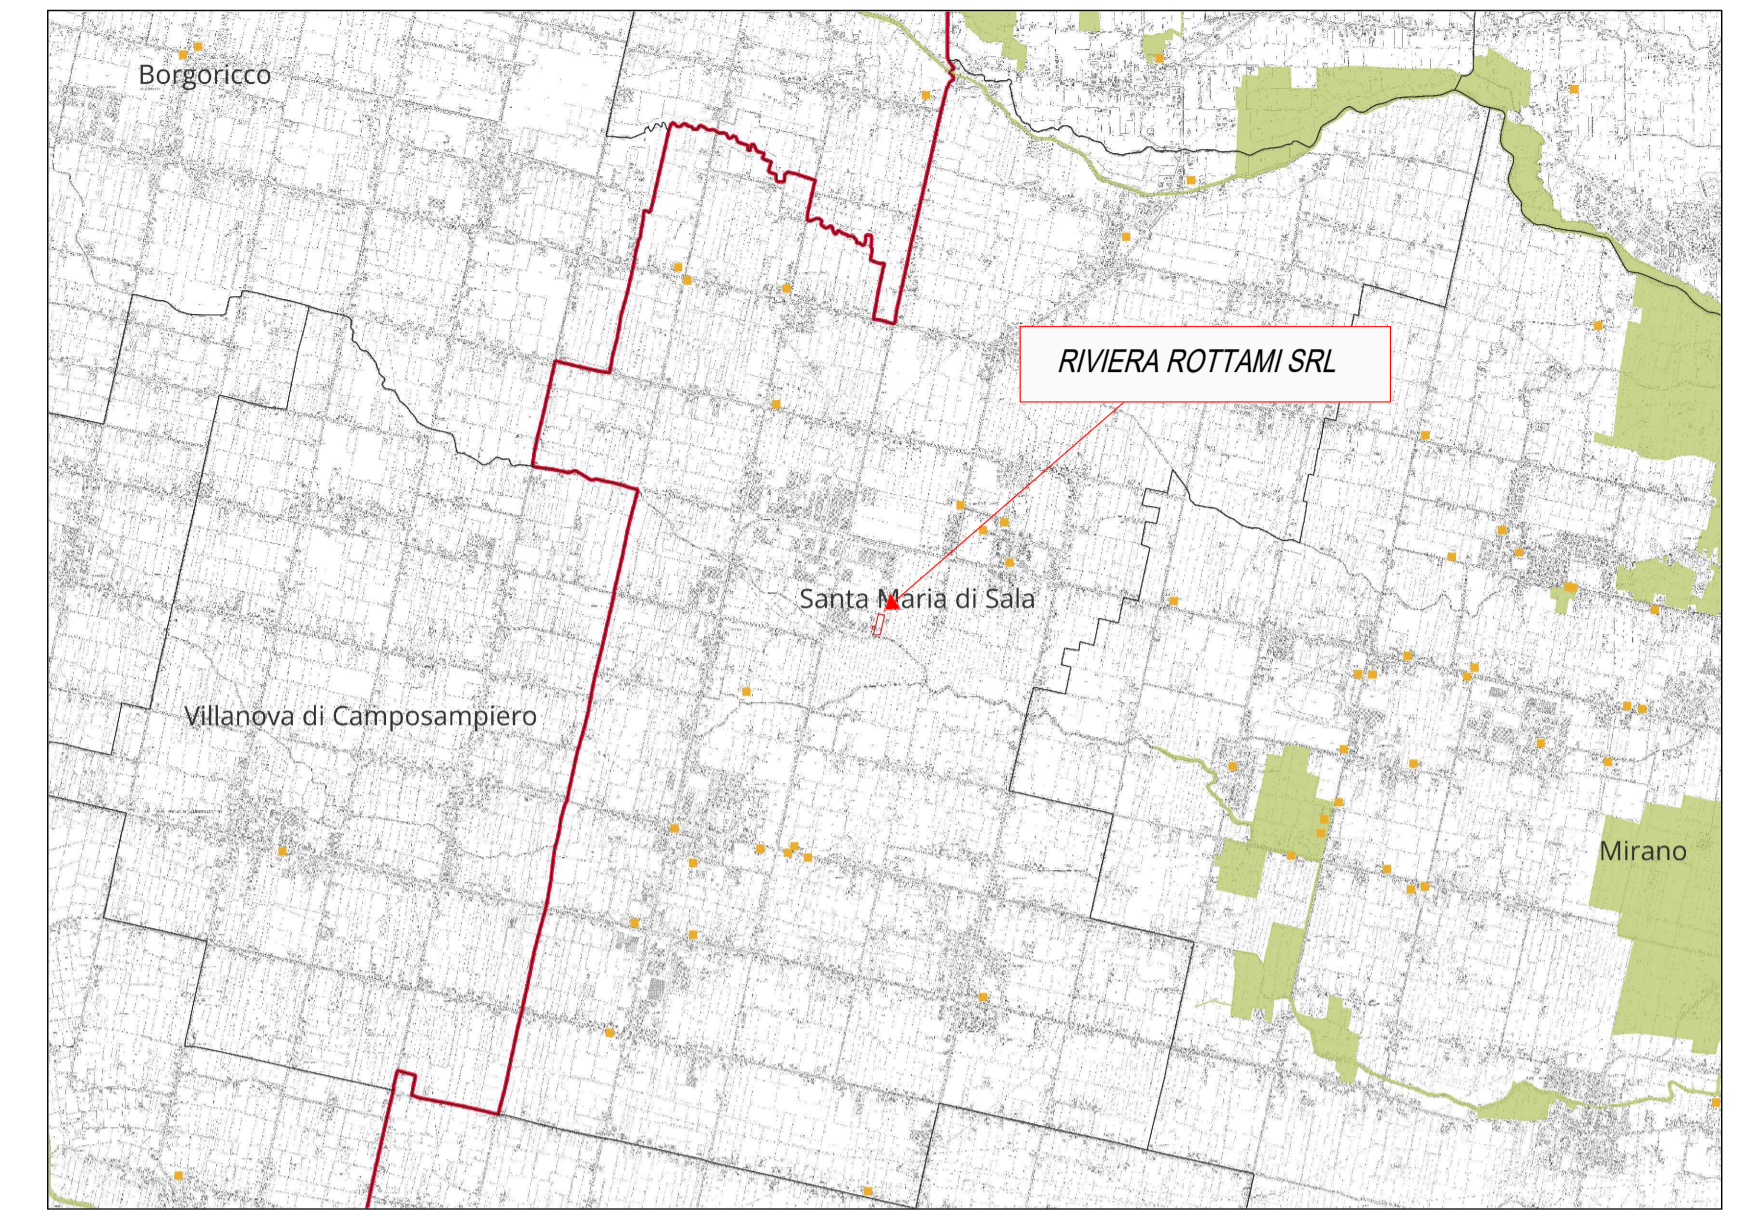 Borgoricco
RIVIERA ROTTAMI SRL
Santa Maria di Sala
Villanova di Camposampiero
Mirano